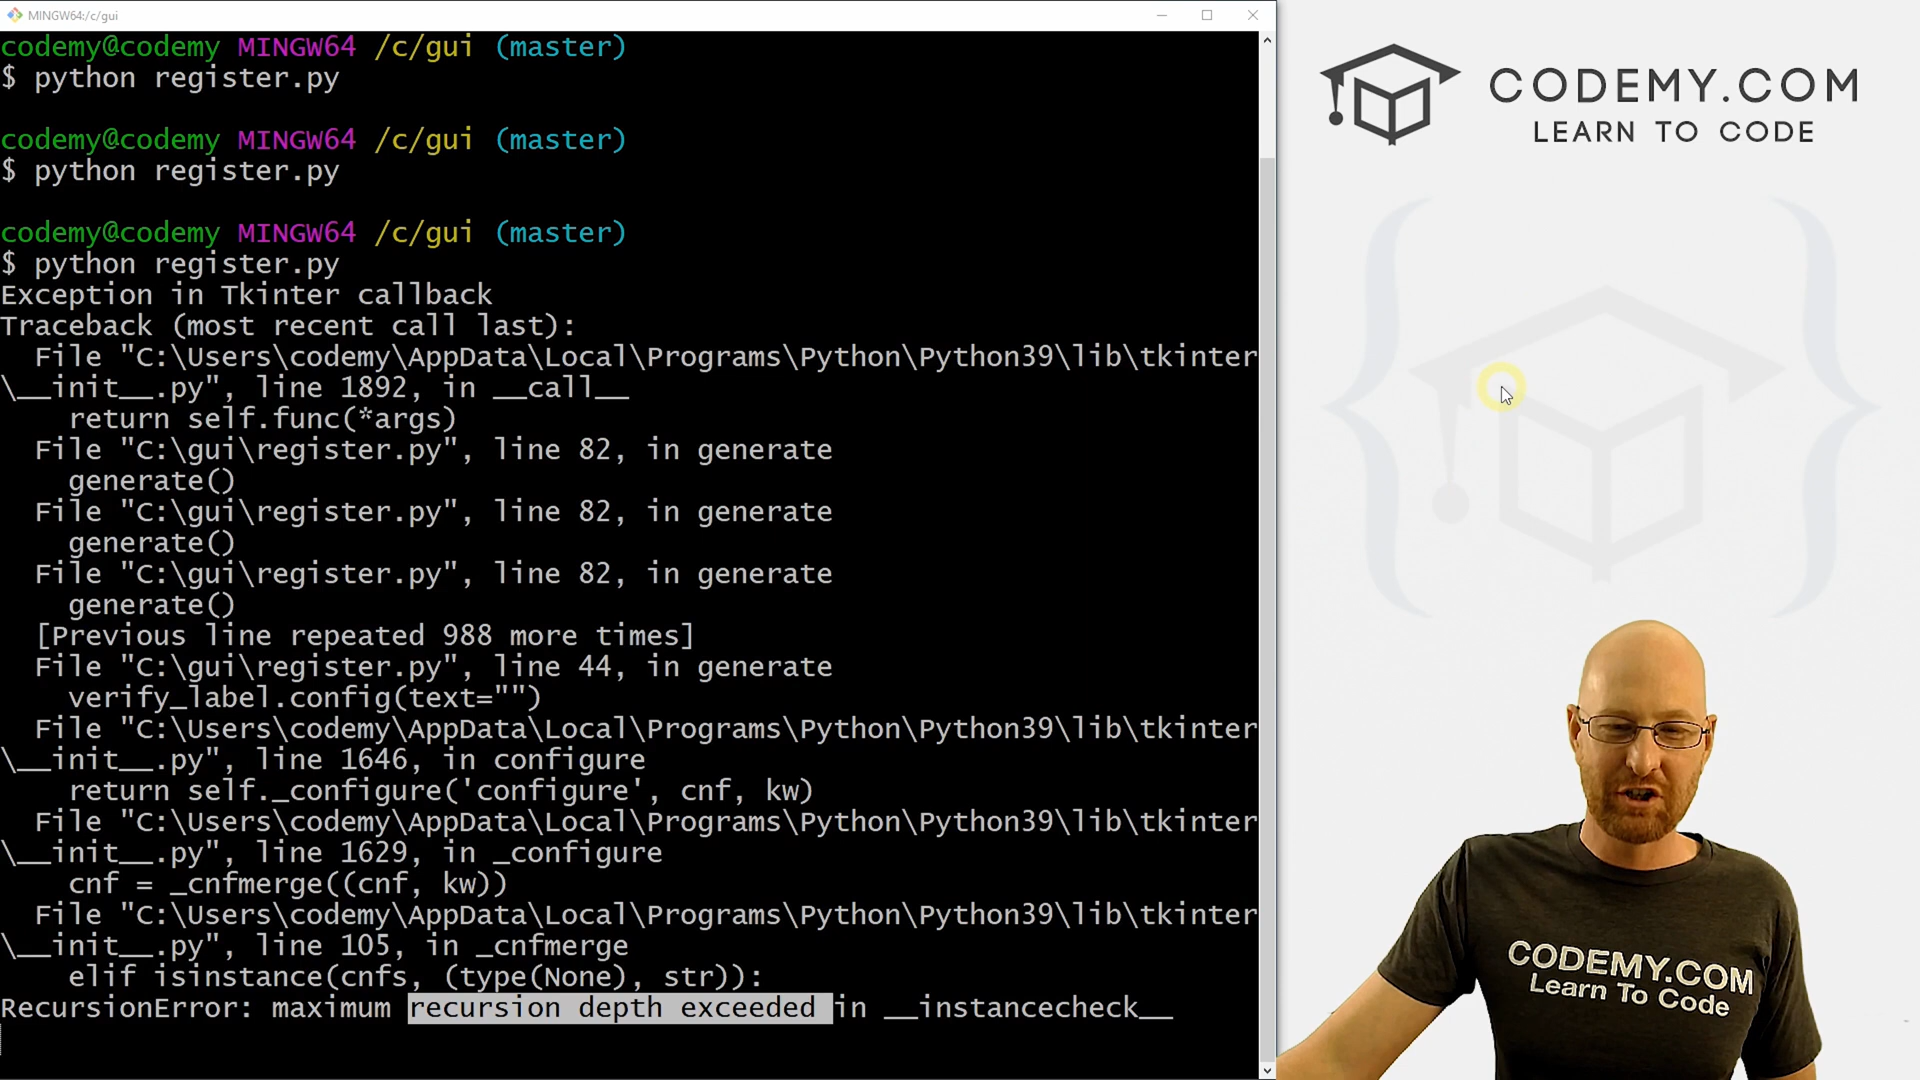 MINGW64:/c/gui
codemy@codemy MINGW64 /c/gui (master)
$ python register.py
codemy@codemy MINGW64 /c/gui (master)
$ python register.py
codemy@codemy MINGW64 /c/gui (master)
$ python register.py
Exception in Tkinter callback
Traceback (most recent call last):
  File "C:\Users\codemy\AppData\Local\Programs\Python\Python39\lib\tkinter
\__init__.py", line 1892, in __call__
    return self.func(*args)
  File "C:\gui\register.py", line 82, in generate
    generate()
  File "C:\gui\register.py", line 82, in generate
    generate()
  File "C:\gui\register.py", line 82, in generate
    generate()
  [Previous line repeated 988 more times]
  File "C:\gui\register.py", line 44, in generate
    verify_label.config(text="")
  File "C:\Users\codemy\AppData\Local\Programs\Python\Python39\lib\tkinter
\__init__.py", line 1646, in configure
    return self._configure('configure', cnf, kw)
  File "C:\Users\codemy\AppData\Local\Programs\Python\Python39\lib\tkinter
\__init__.py", line 1629, in _configure
    cnf = _cnfmerge((cnf, kw))
  File "C:\Users\codemy\AppData\Local\Programs\Python\Python39\lib\tkinter
\__init__.py", line 105, in _cnfmerge
    elif isinstance(cnfs, (type(None), str)):
RecursionError: maximum recursion depth exceeded in __instancecheck__
CODEMY.COM
LEARN TO CODE
CODEMY.COM
Learn To Code